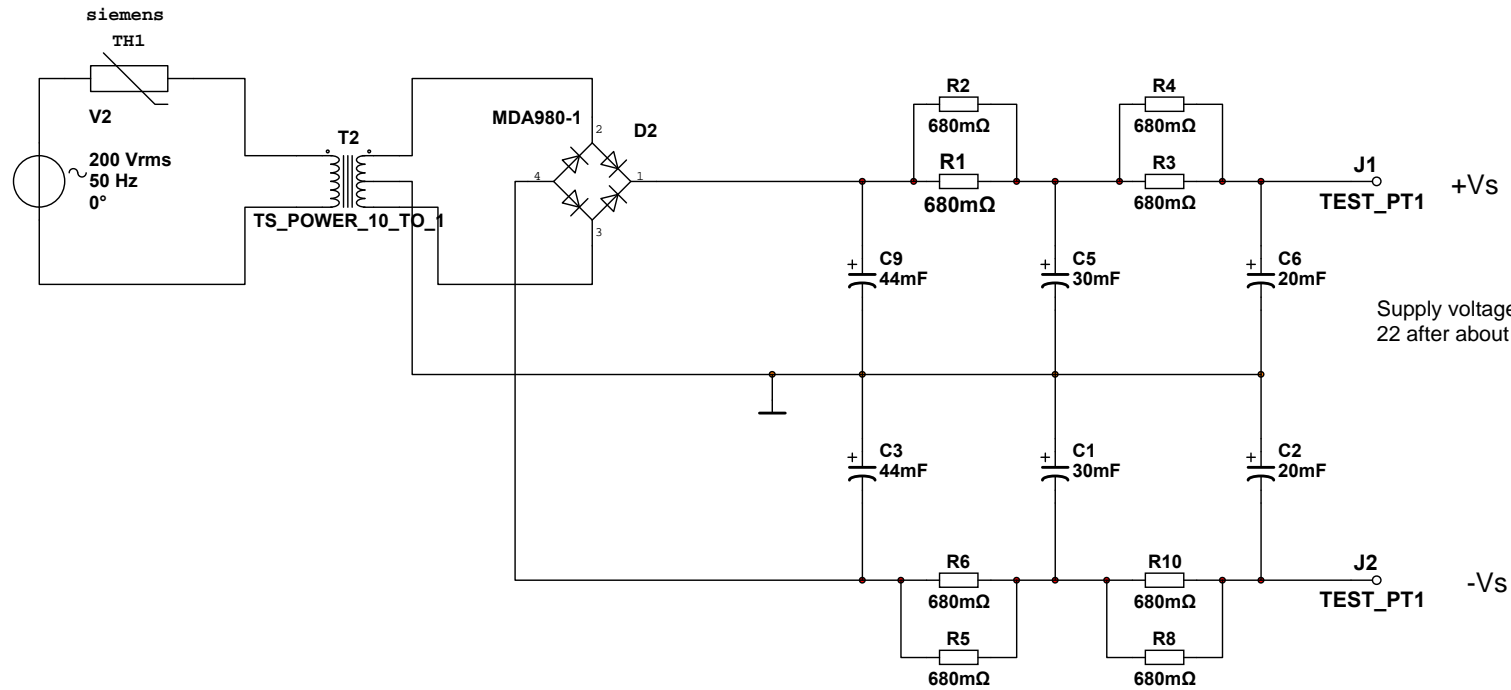 siemens
TH1
V2
200 Vrms
50 Hz
0°
T2
TS_POWER_10_TO_1
MDA980-1
D2
2
4
1
3
R2
680mΩ
R1
680mΩ
R4
680mΩ
R3
680mΩ
J1
TEST_PT1
+Vs
C9
44mF
C5
30mF
C6
20mF
Supply voltage
22 after about
C3
44mF
C1
30mF
C2
20mF
R6
680mΩ
R5
680mΩ
R10
680mΩ
R8
680mΩ
J2
TEST_PT1
-Vs